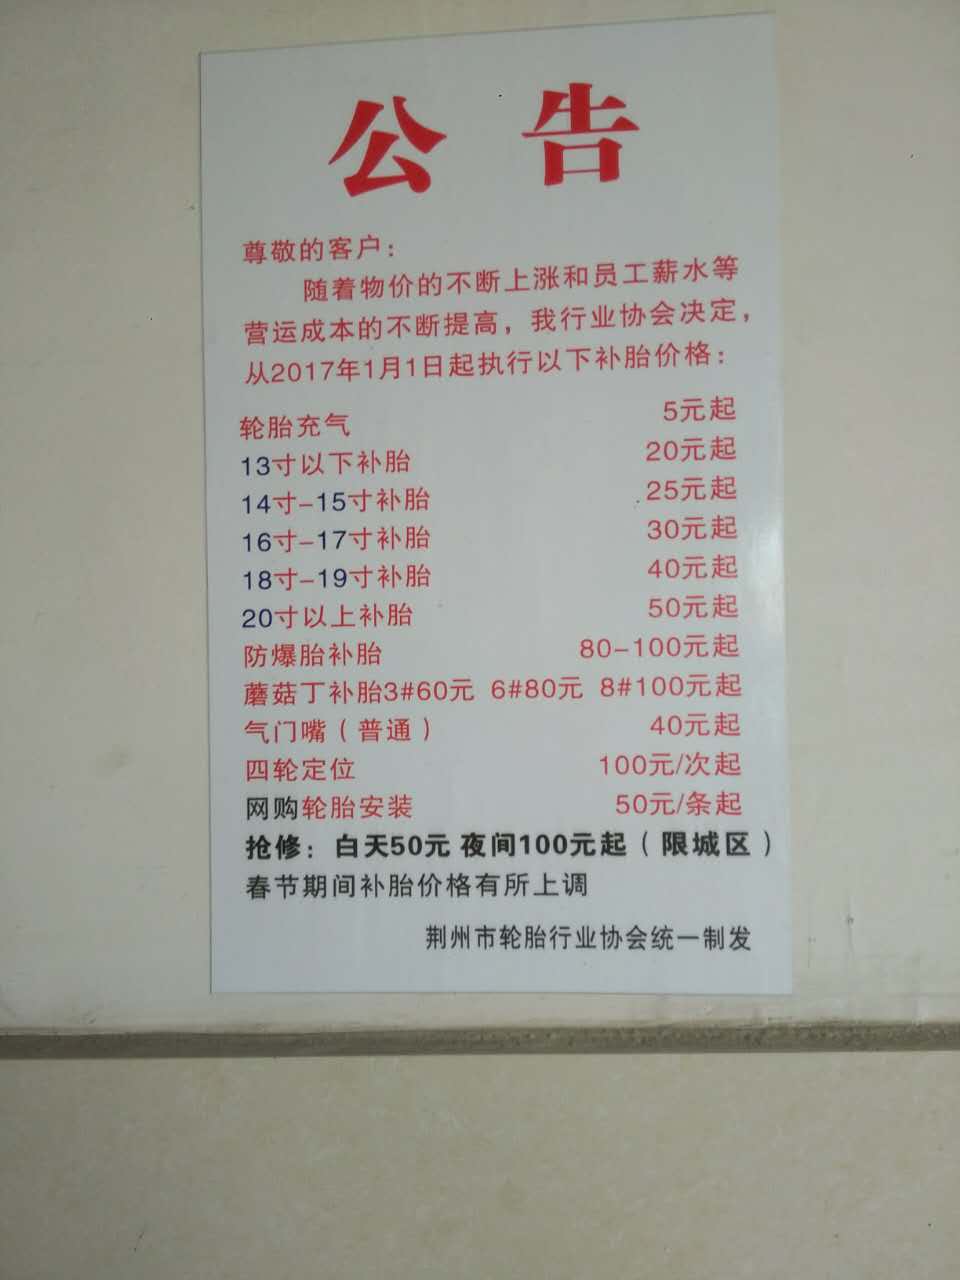 公告
尊敬的客户：
随着物价的不断上涨和员工薪水等
营运成本的不断提高，我行业协会决定，
从2017年1月1日起执行以下补胎价格：
轮胎充气 5元起
13寸以下补胎 20元起
14寸-15寸补胎 25元起
16寸-17寸补胎 30元起
18寸-19寸补胎 40元起
20寸以上补胎 50元起
防爆胎补胎 80-100元起
蘑菇丁补胎3#60元 6#80元 8#100元起
气门嘴（普通） 40元起
四轮定位 100元/次起
网购轮胎安装 50元/条起
抢修：白天50元 夜间100元起（限城区）
春节期间补胎价格有所上调
荆州市轮胎行业协会统一制发